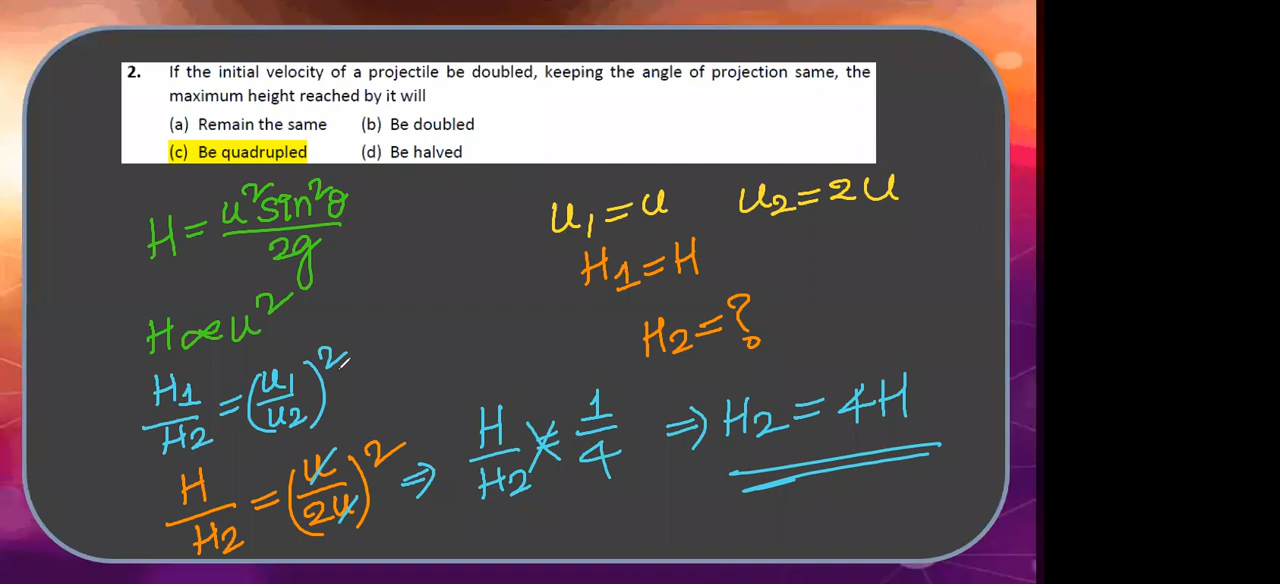 2. If the initial velocity of a projectile be doubled, keeping the angle of projection same, the
maximum height reached by it will
(a) Remain the same (b) Be doubled
(c) Be quadrupled (d) Be halved
H = u²sin²θ / 2g
u₁ = u u₂ = 2u
H₁ = H
H ∝ u²
H₂ = ?
H₁/H₂ = (u₁/u₂)²
H/H₂ = (u/2u)² ⇒ H/H₂ = 1/4 ⇒ H₂ = 4H